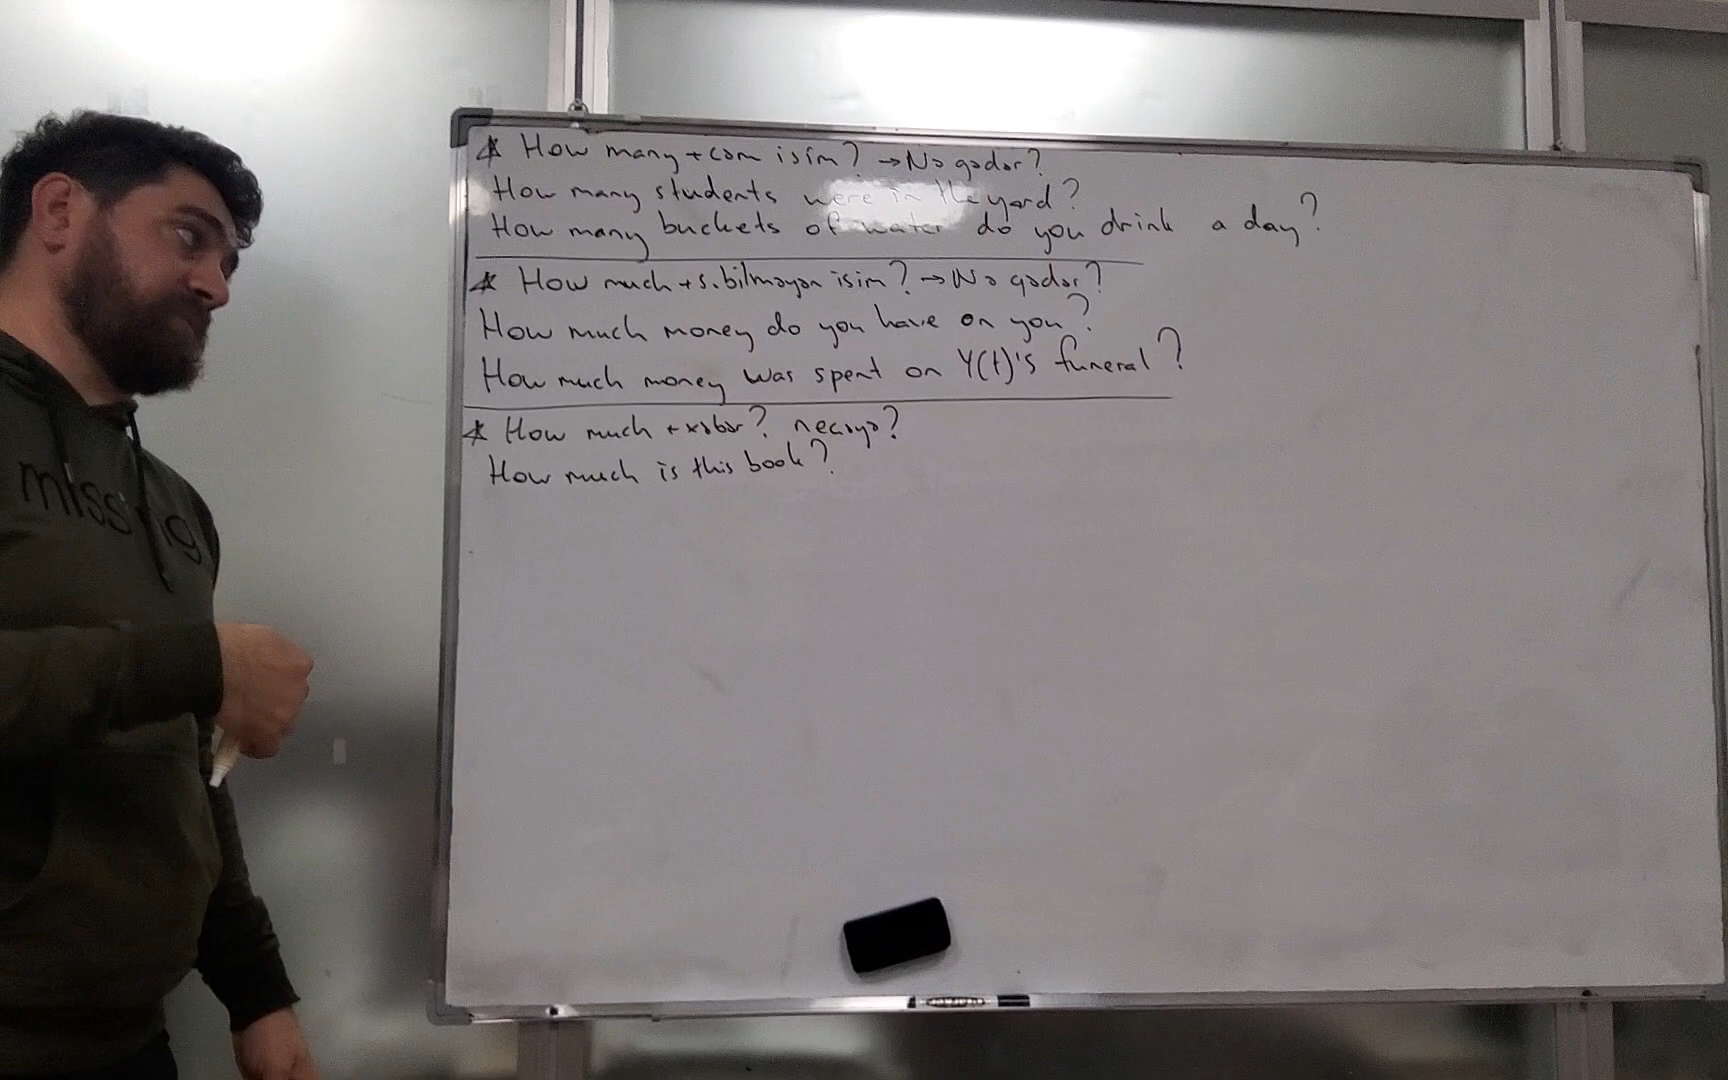 * How many + cəm isim? → Nə qədər?
How many students were in the yard?
How many buckets of water do you drink a day?
* How much + s. bilməyən isim? → Nə qədər?
How much money do you have on you?
How much money was spent on Y(t)'s funeral?
* How much + xəbər? neçəyə?
How much is this book?
missing